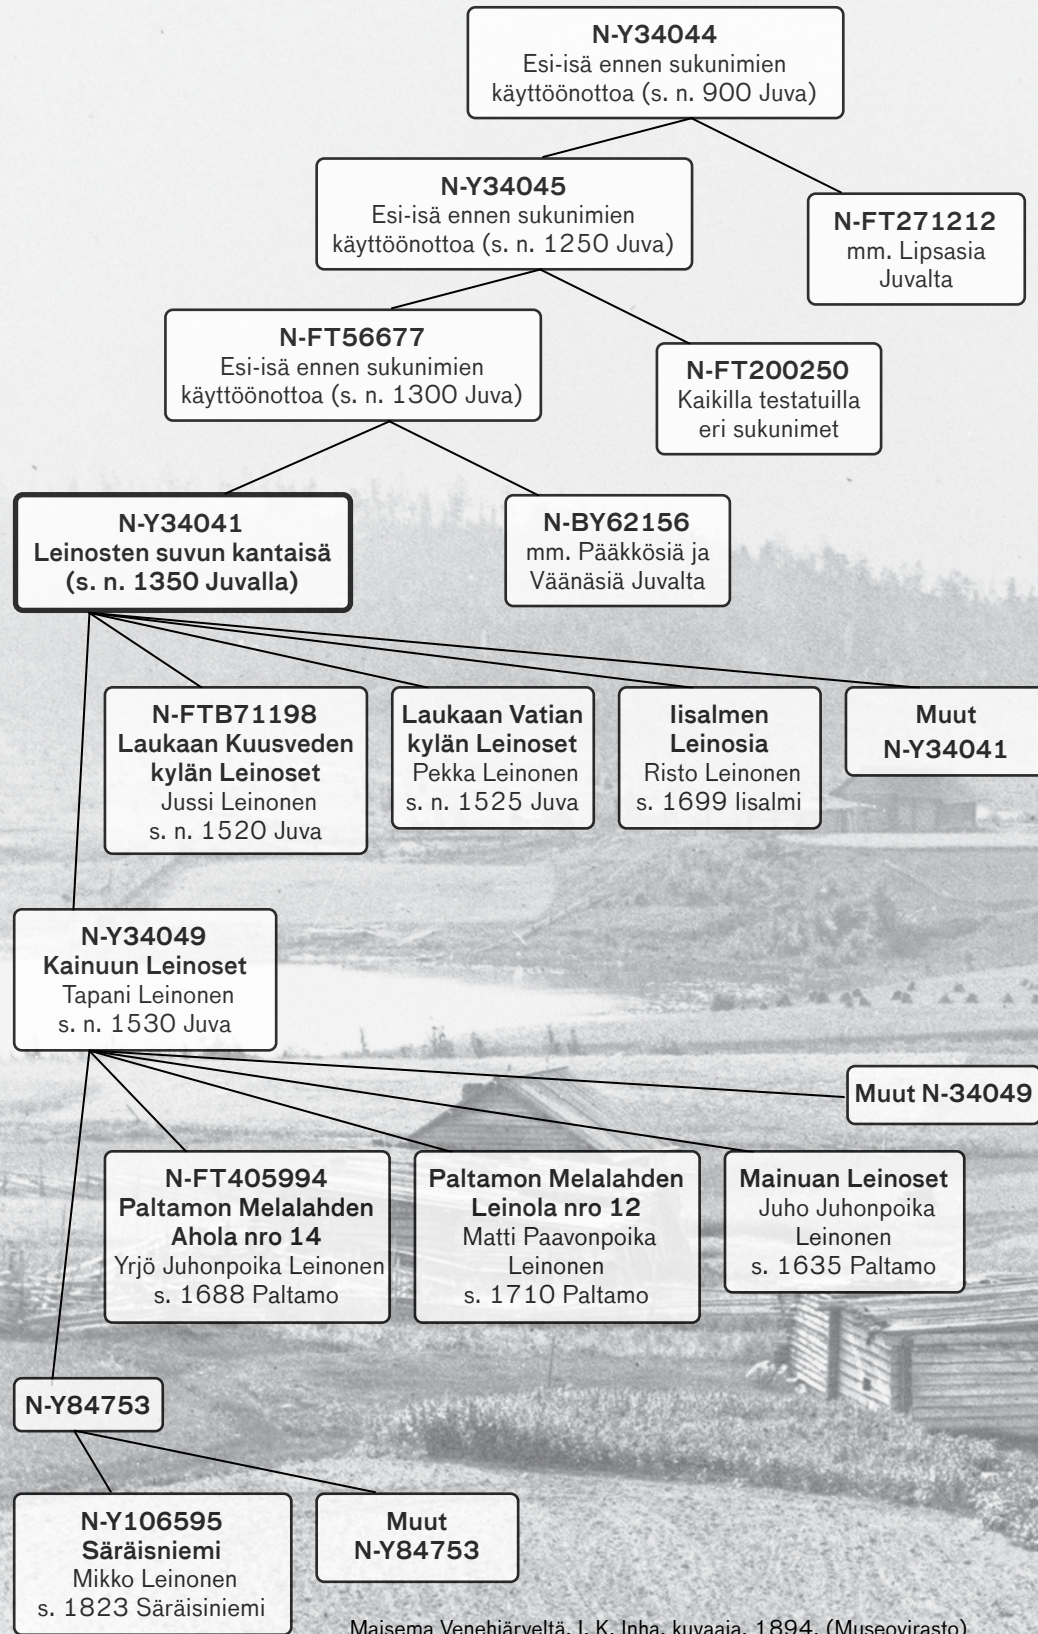 N-Y34044
Esi-isä ennen sukunimien
käyttöönottoa (s. n. 900 Juva)
N-Y34045
Esi-isä ennen sukunimien
käyttöönottoa (s. n. 1250 Juva)
N-FT271212
mm. Lipsasia
Juvalta
N-FT56677
Esi-isä ennen sukunimien
käyttöönottoa (s. n. 1300 Juva)
N-FT200250
Kaikilla testatuilla
eri sukunimet
N-Y34041
Leinosten suvun kantaisä
(s. n. 1350 Juvalla)
N-BY62156
mm. Pääkkösiä ja
Väänäsiä Juvalta
N-FTB71198
Laukaan Kuusveden
kylän Leinoset
Jussi Leinonen
s. n. 1520 Juva
Laukaan Vatian
kylän Leinoset
Pekka Leinonen
s. n. 1525 Juva
Iisalmen
Leinosia
Risto Leinonen
s. 1699 Iisalmi
Muut
N-Y34041
N-Y34049
Kainuun Leinoset
Tapani Leinonen
s. n. 1530 Juva
Muut N-34049
N-FT405994
Paltamon Melalahden
Ahola nro 14
Yrjö Juhonpoika Leinonen
s. 1688 Paltamo
Paltamon Melalahden
Leinola nro 12
Matti Paavonpoika
Leinonen
s. 1710 Paltamo
Mainuan Leinoset
Juho Juhonpoika
Leinonen
s. 1635 Paltamo
N-Y84753
N-Y106595
Säräisniemi
Mikko Leinonen
s. 1823 Säräisiniemi
Muut
N-Y84753
Maisema Venehjärveltä. I. K. Inha, kuvaaja, 1894. (Museovirasto)